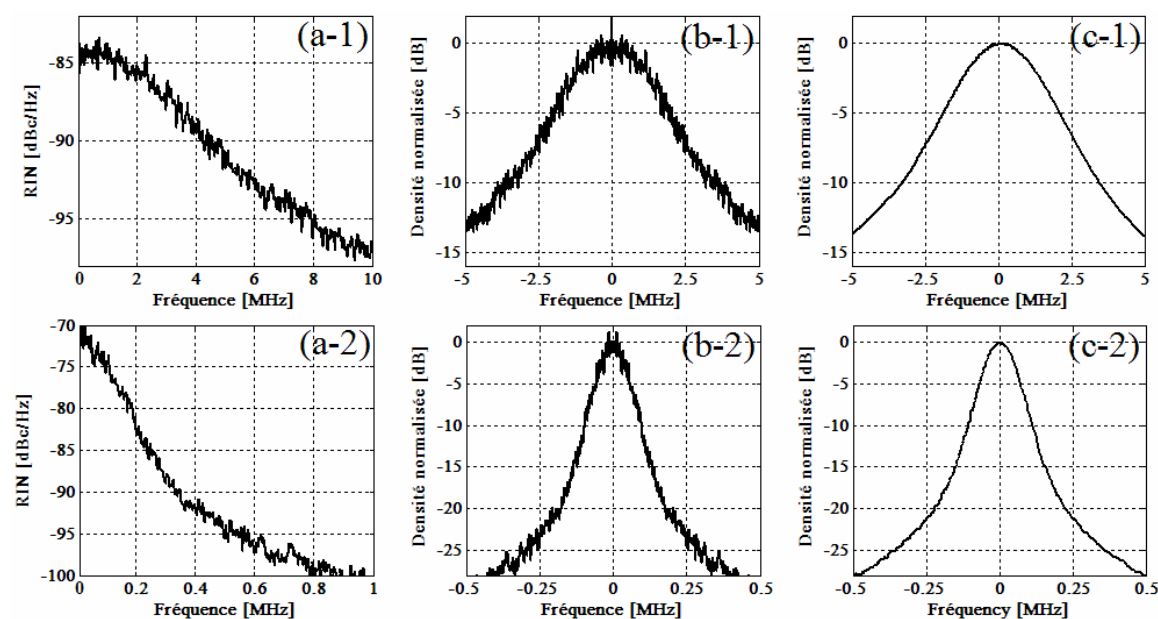 (a-1)
RIN [dBc/Hz]
-85
-90
-95
0 2 4 6 8 10
Fréquence [MHz]
(b-1)
Densité normalisée [dB]
0
-5
-10
-15
-5 -2.5 0 2.5 5
Fréquence [MHz]
(c-1)
Densité normalisée [dB]
0
-5
-10
-15
-5 -2.5 0 2.5 5
Fréquence [MHz]
(a-2)
RIN [dBc/Hz]
-70
-75
-80
-85
-90
-95
-100
0 0.2 0.4 0.6 0.8 1
Fréquence [MHz]
(b-2)
Densité normalisée [dB]
0
-5
-10
-15
-20
-25
-0.5 -0.25 0 0.25 0.5
Fréquence [MHz]
(c-2)
Densité normalisée [dB]
0
-5
-10
-15
-20
-25
-0.5 -0.25 0 0.25 0.5
Fréquency [MHz]